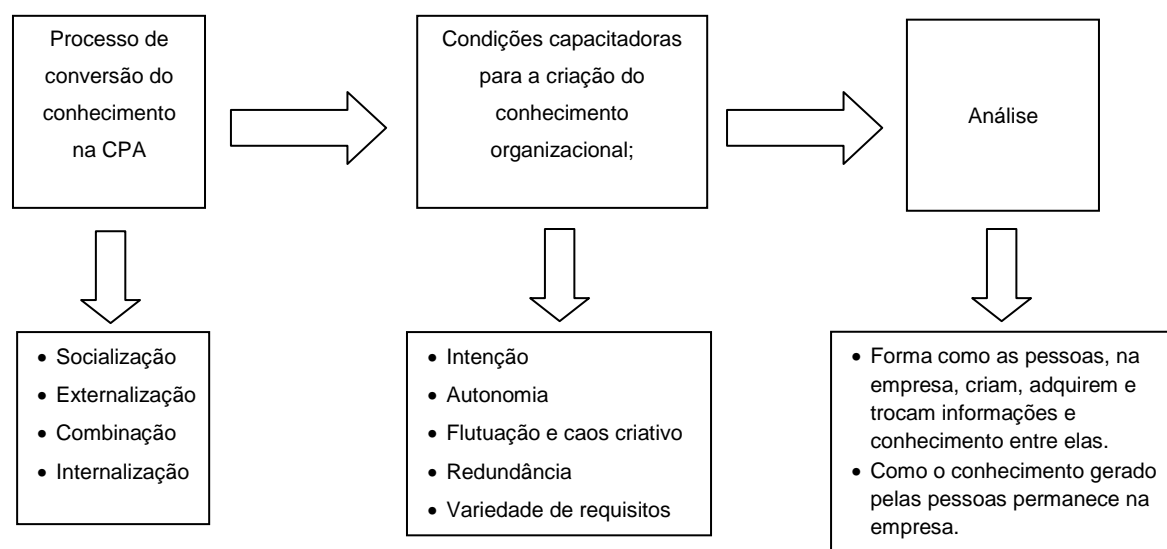 Processo de
conversão do
conhecimento
na CPA
Condições capacitadoras
para a criação do
conhecimento
organizacional;
Análise
• Socialização
• Externalização
• Combinação
• Internalização
• Intenção
• Autonomia
• Flutuação e caos criativo
• Redundância
• Variedade de requisitos
• Forma como as pessoas, na
empresa, criam, adquirem e
trocam informações e
conhecimento entre elas.
• Como o conhecimento gerado
pelas pessoas permanece na
empresa.